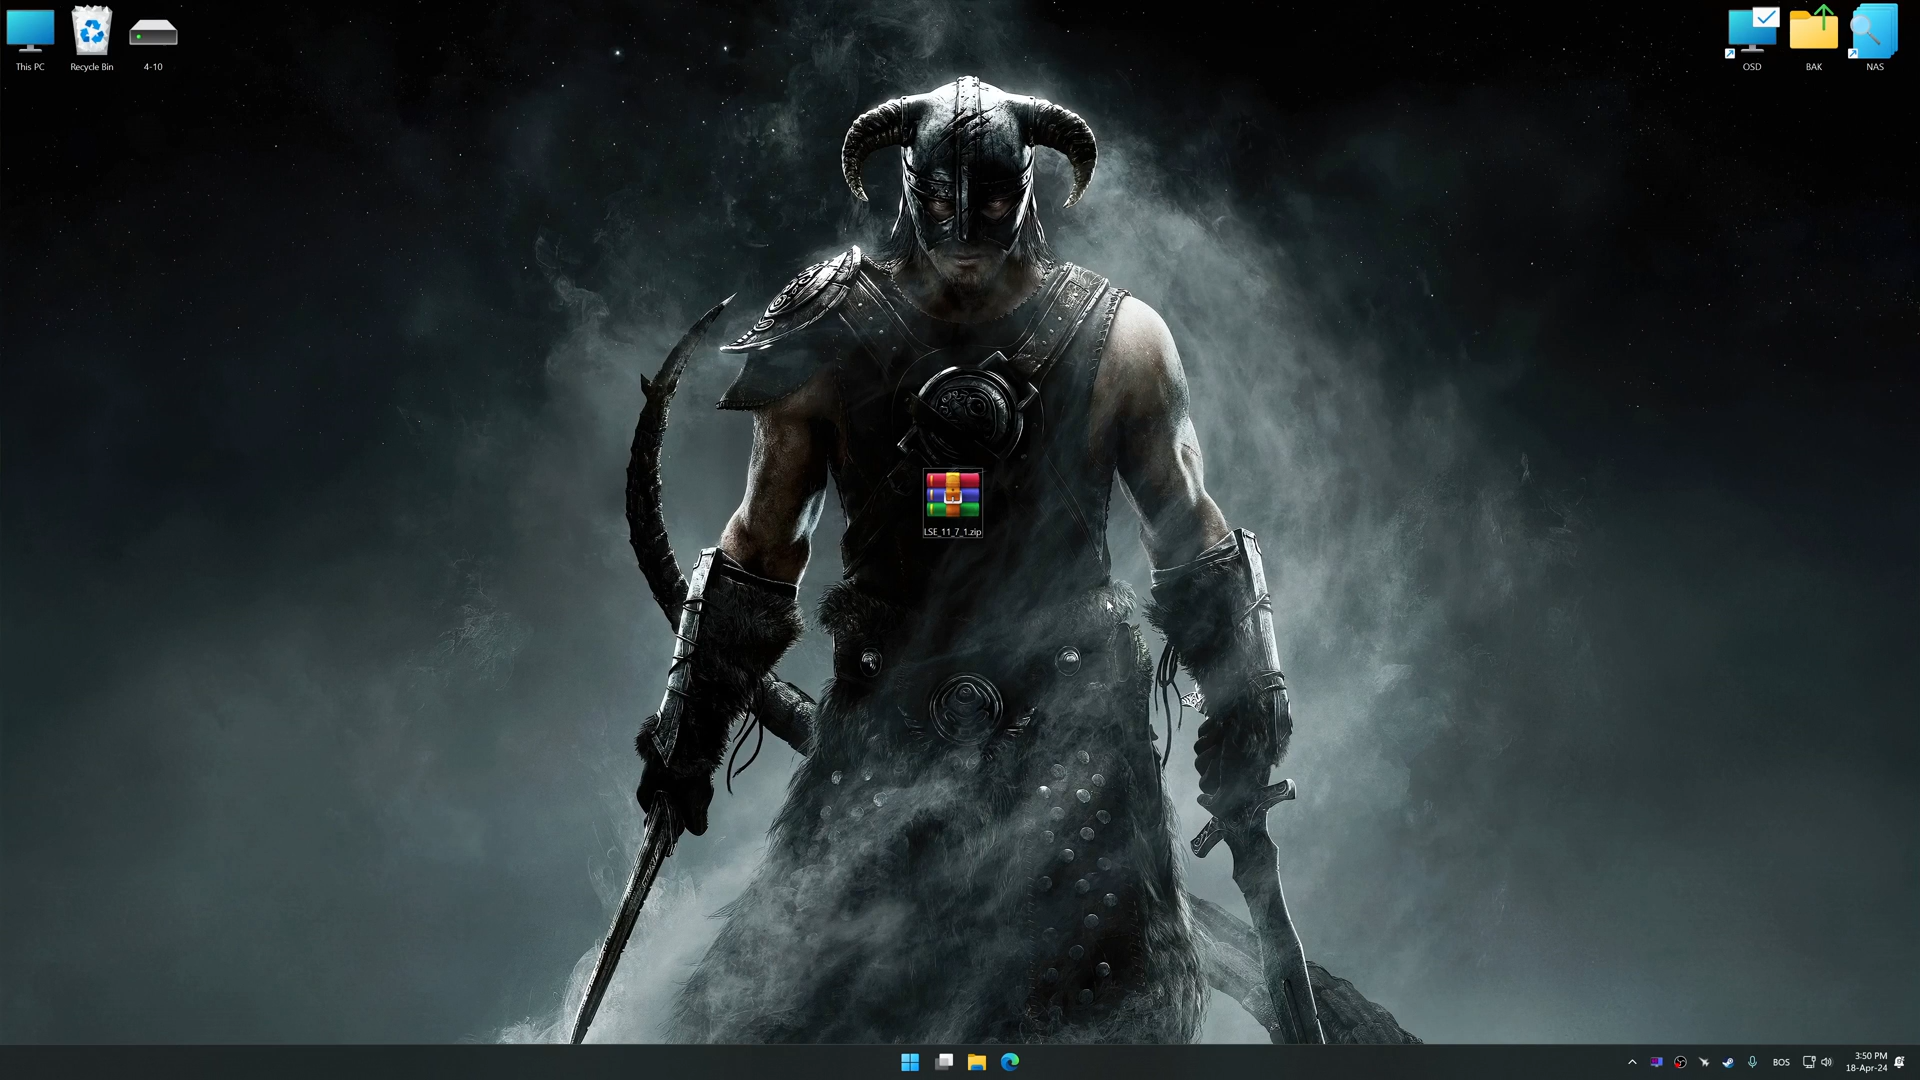 This PC
Recycle Bin
4-10
OSD
BAK
NAS
LSE_11_7_1.zip
BOS
3:50 PM
18-Apr-24